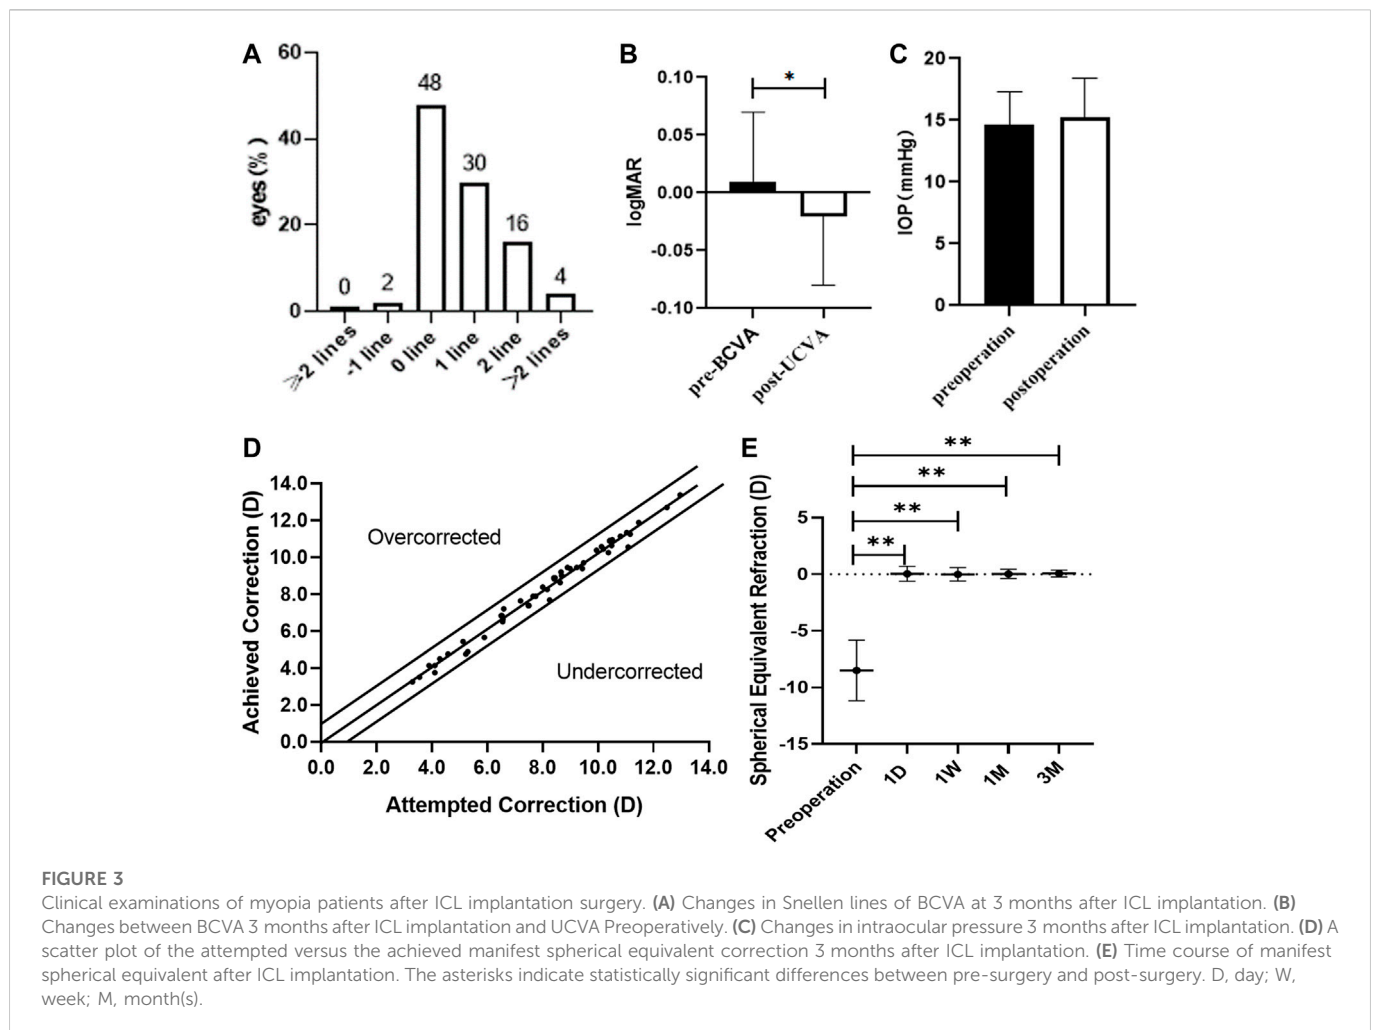 A
60
40
20
0
eyes (%)
0
2
48
30
16
4
⩾-2 lines
-1 line
0 line
1 line
2 line
>2 lines
B
0.10
0.05
0.00
-0.05
-0.10
logMAR
*
pre-BCVA
post-UCVA
C
20
15
10
5
0
IOP (mmHg)
preoperation
postoperation
D
14.0
12.0
10.0
8.0
6.0
4.0
2.0
0.0
Achieved Correction (D)
Overcorrected
Undercorrected
0.0 2.0 4.0 6.0 8.0 10.0 12.0 14.0
Attempted Correction (D)
E
**
**
**
**
5
0
-5
-10
-15
Spherical Equivalent Refraction (D)
Preoperation
1D
1W
1M
3M
FIGURE 3
Clinical examinations of myopia patients after ICL implantation surgery. (A) Changes in Snellen lines of BCVA at 3 months after ICL implantation. (B)
Changes between BCVA 3 months after ICL implantation and UCVA Preoperatively. (C) Changes in intraocular pressure 3 months after ICL implantation. (D) A
scatter plot of the attempted versus the achieved manifest spherical equivalent correction 3 months after ICL implantation. (E) Time course of manifest
spherical equivalent after ICL implantation. The asterisks indicate statistically significant differences between pre-surgery and post-surgery. D, day; W,
week; M, month(s).